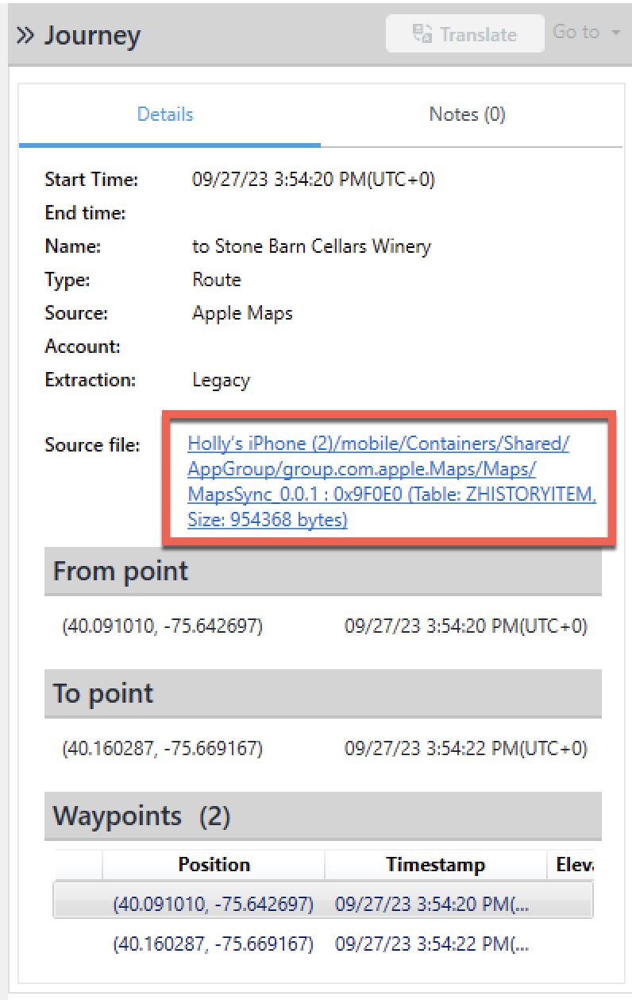 Journey Translate Go to
Details Notes (0)
Start Time: 09/27/23 3:54:20 PM(UTC+0)
End time:
Name: to Stone Barn Cellars Winery
Type: Route
Source: Apple Maps
Account:
Extraction: Legacy
Source file: Holly's iPhone (2)/mobile/Containers/Shared/
AppGroup/group.com.apple.Maps/Maps/
MapsSync_0.0.1 : 0x9F0E0 (Table: ZHISTORYITEM,
Size: 954368 bytes)
From point
(40.091010, -75.642697) 09/27/23 3:54:20 PM(UTC+0)
To point
(40.160287, -75.669167) 09/27/23 3:54:22 PM(UTC+0)
Waypoints (2)
Position Timestamp Elev.
(40.091010, -75.642697) 09/27/23 3:54:20 PM(...
(40.160287, -75.669167) 09/27/23 3:54:22 PM(...